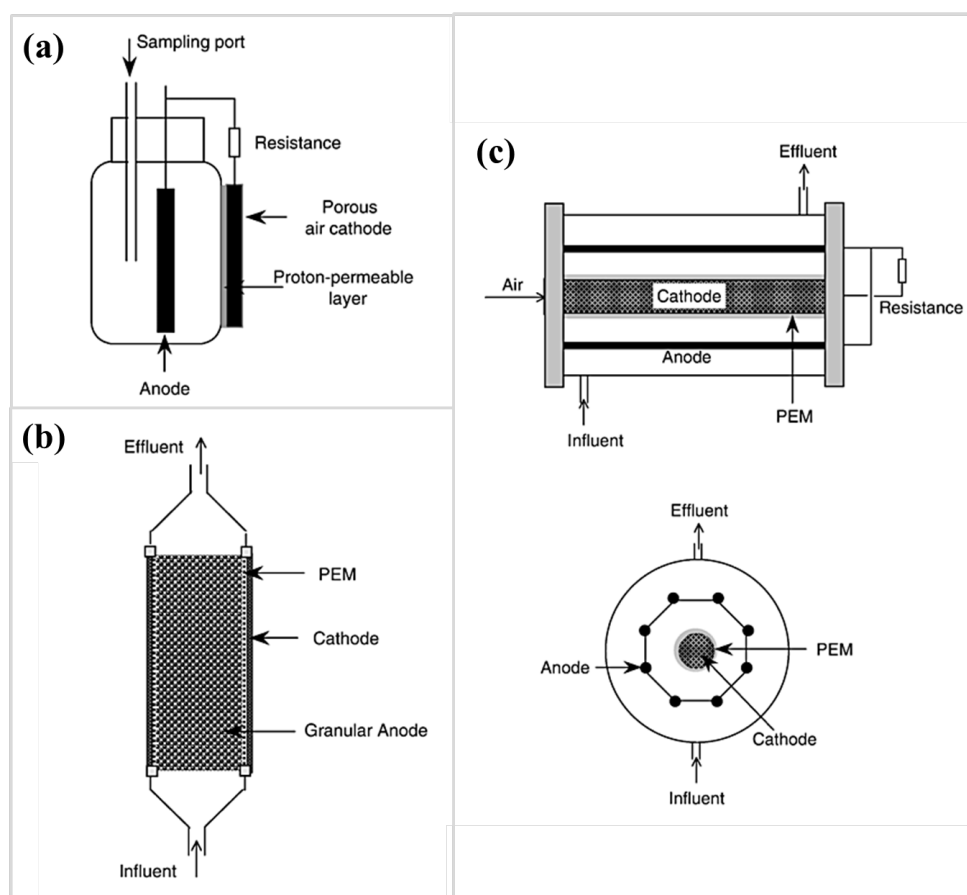 (a)
Sampling port
Resistance
Porous
air cathode
Proton-permeable
layer
Anode
(b)
Effluent
PEM
Cathode
Granular Anode
Influent
(c)
Effluent
Air
Cathode
Resistance
Anode
PEM
Influent
Effluent
PEM
Anode
Cathode
Influent